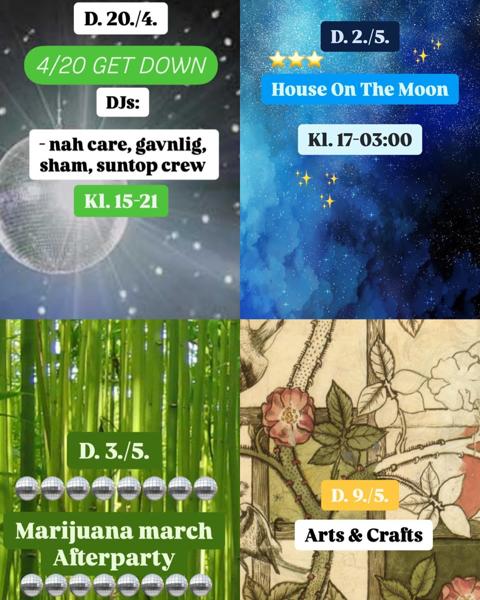 D. 20./4.
4/20 GET DOWN
DJs:
- nah care, gavnlig,
sham, suntop crew
Kl. 15-21
D. 2./5.
House On The Moon
Kl. 17-03:00
D. 3./5.
Marijuana march
Afterparty
D. 9./5.
Arts & Crafts